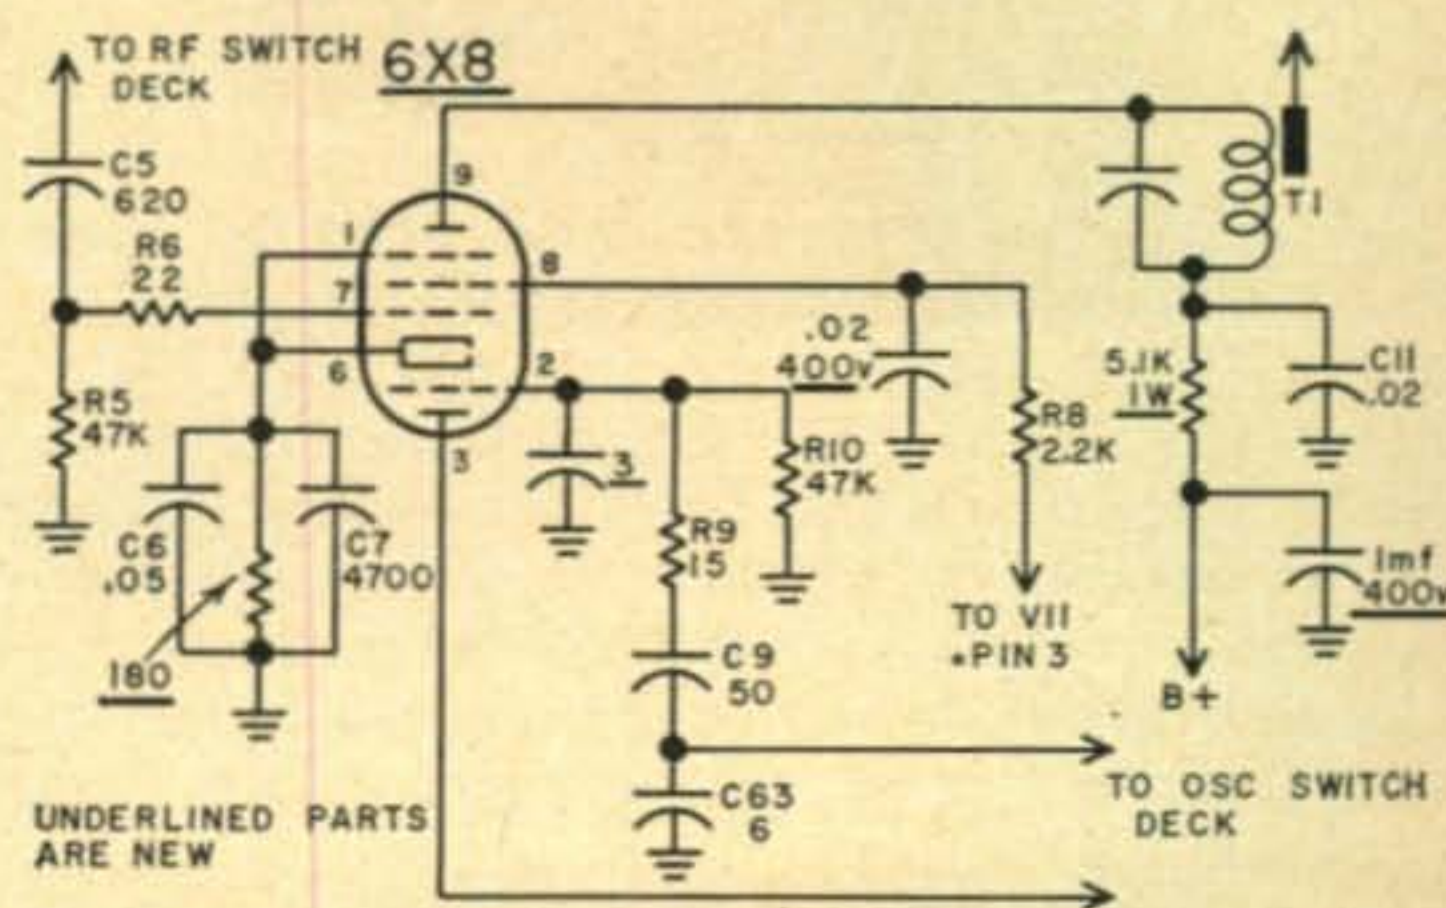 TO RF SWITCH
DECK
6X8
C5
620
R6
22
R5
47K
1
7
6
9
8
2
3
C6
.05
C7
4700
180
3
R9
15
R10
47K
.02
400v
R8
2.2K
TO V11
•PIN 3
C9
50
C63
6
T1
5.1K
1W
C11
.02
1mf
400v
B+
TO OSC SWITCH
DECK
UNDERLINED PARTS
ARE NEW